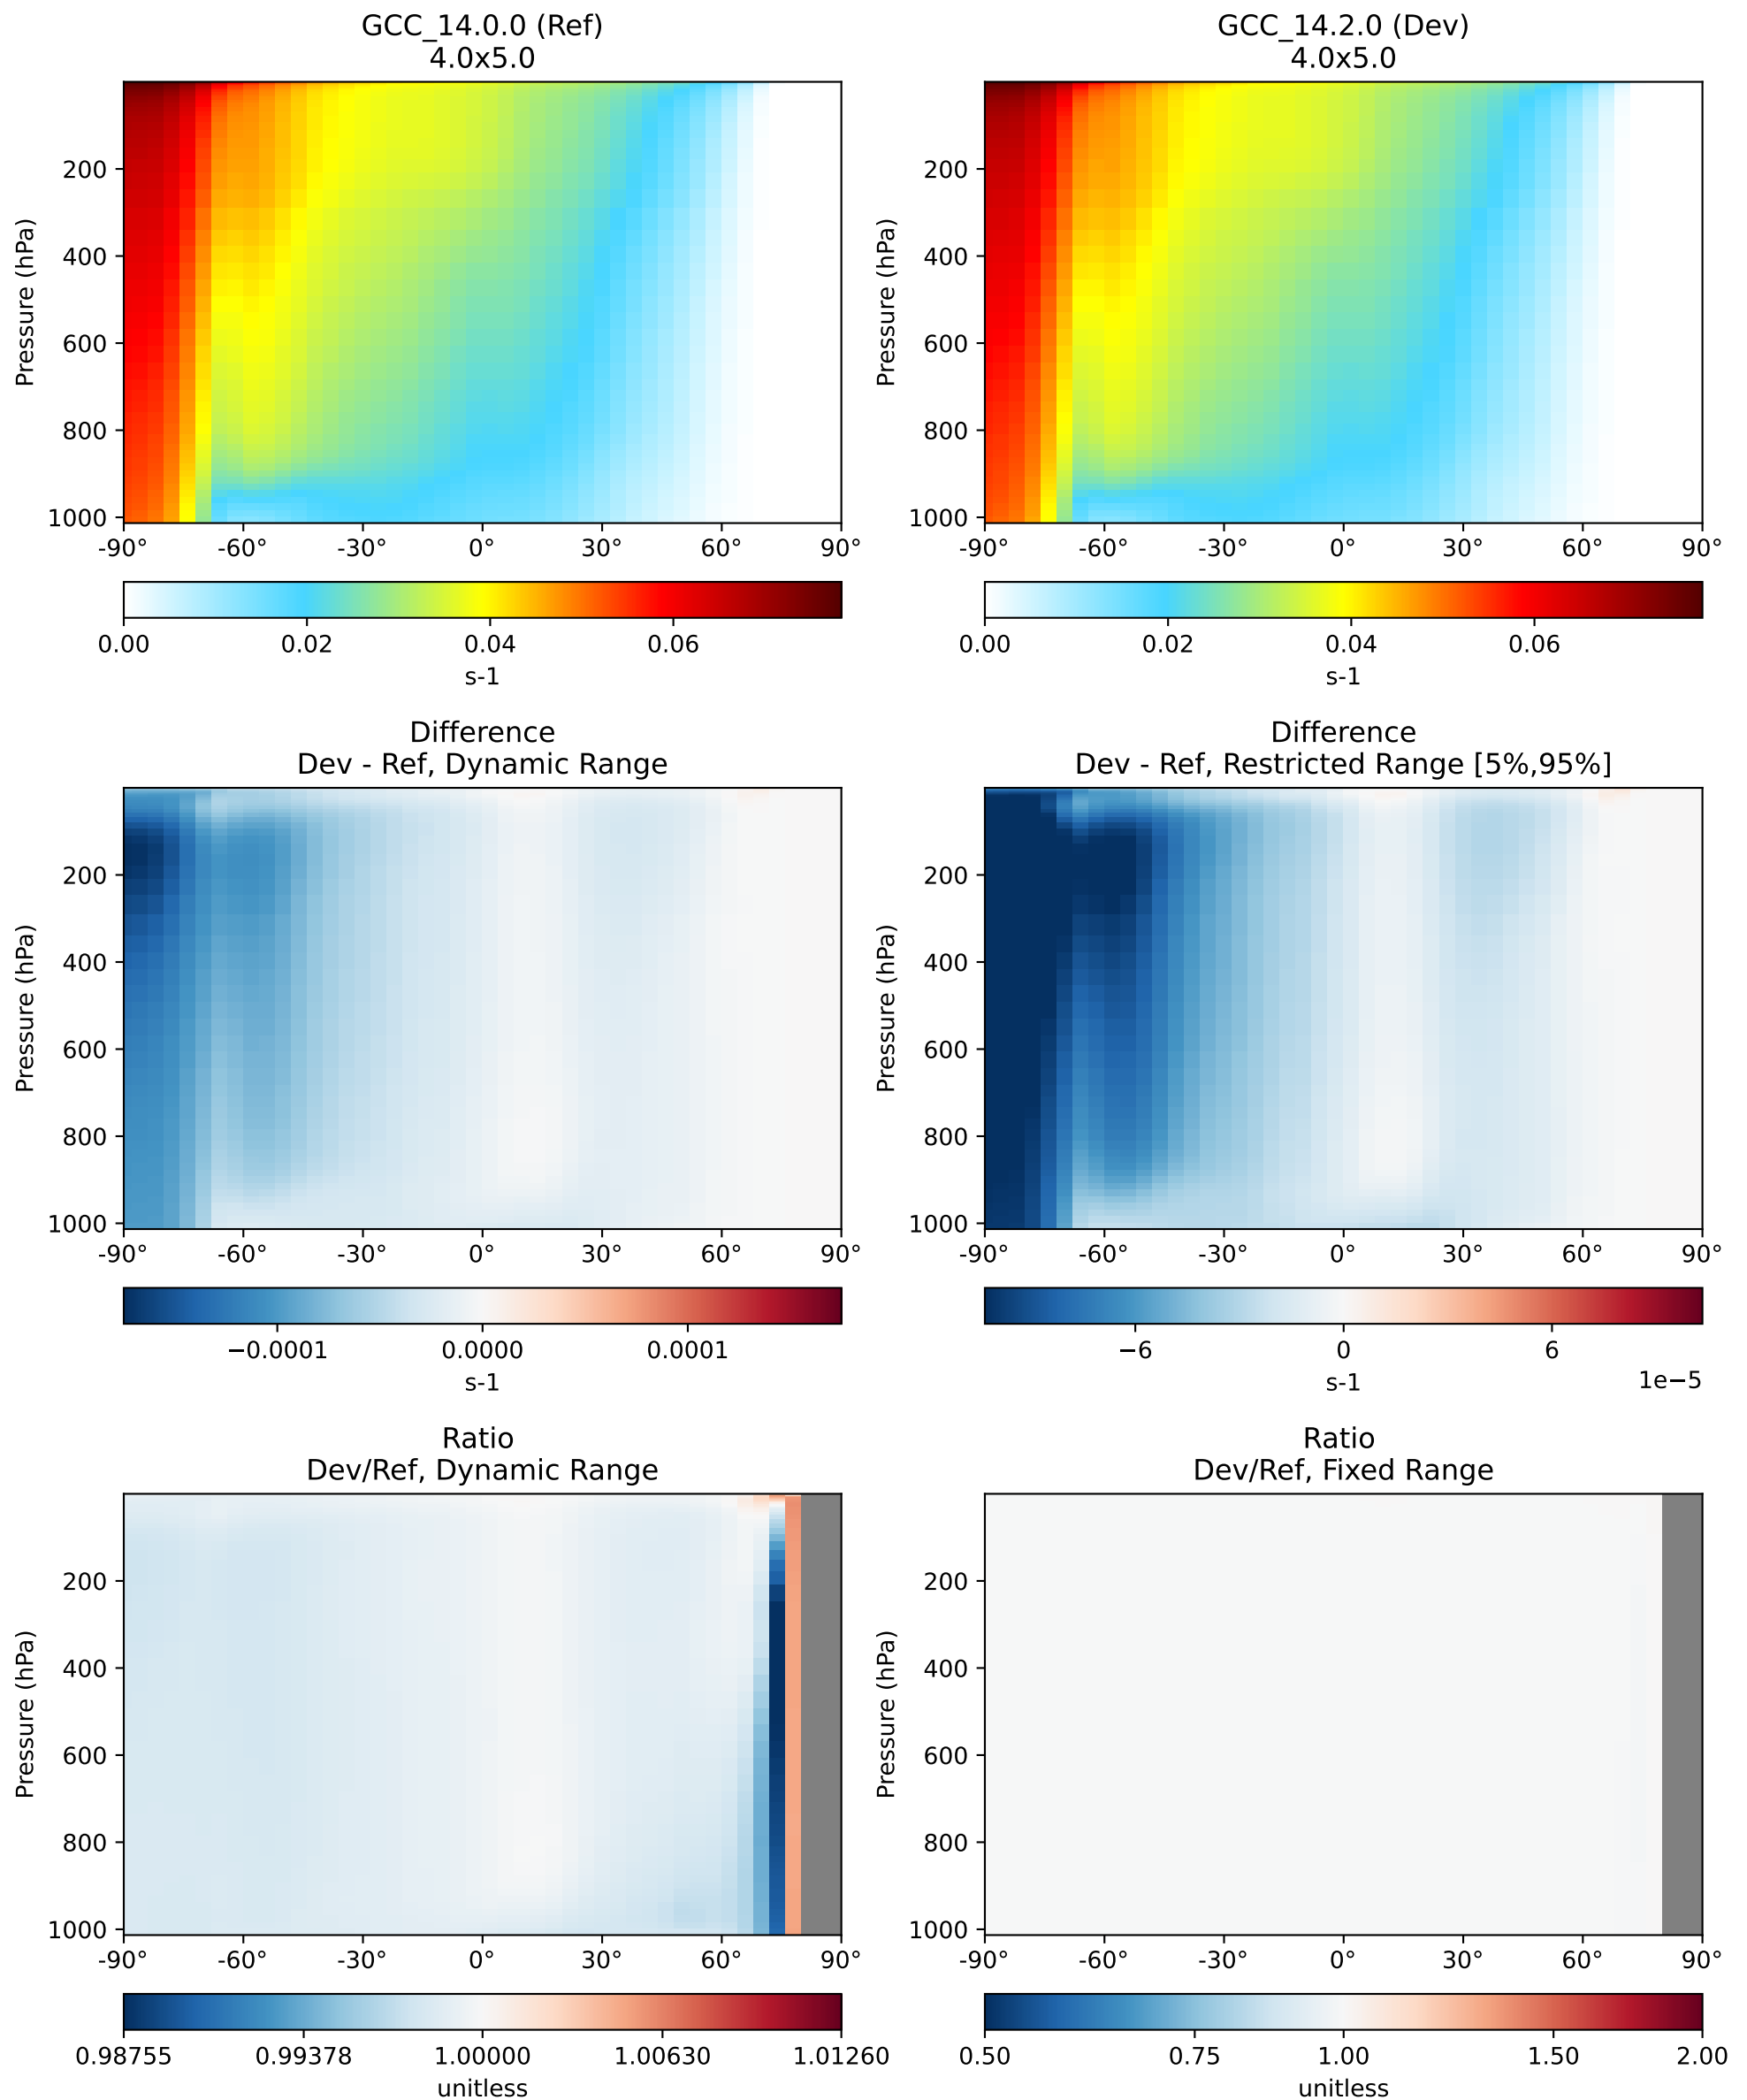 GCC_14.0.0 (Ref)
4.0x5.0
Pressure (hPa)
200
400
600
800
1000
-90° -60° -30° 0° 30° 60° 90°
0.00 0.02 0.04 0.06
s-1
GCC_14.2.0 (Dev)
4.0x5.0
Pressure (hPa)
200
400
600
800
1000
-90° -60° -30° 0° 30° 60° 90°
0.00 0.02 0.04 0.06
s-1
Difference
Dev - Ref, Dynamic Range
Pressure (hPa)
200
400
600
800
1000
-90° -60° -30° 0° 30° 60° 90°
−0.0001 0.0000 0.0001
s-1
Difference
Dev - Ref, Restricted Range [5%,95%]
Pressure (hPa)
200
400
600
800
1000
-90° -60° -30° 0° 30° 60° 90°
−6 0 6
s-1
1e−5
Ratio
Dev/Ref, Dynamic Range
Pressure (hPa)
200
400
600
800
1000
-90° -60° -30° 0° 30° 60° 90°
0.98755 0.99378 1.00000 1.00630 1.01260
unitless
Ratio
Dev/Ref, Fixed Range
Pressure (hPa)
200
400
600
800
1000
-90° -60° -30° 0° 30° 60° 90°
0.50 0.75 1.00 1.50 2.00
unitless